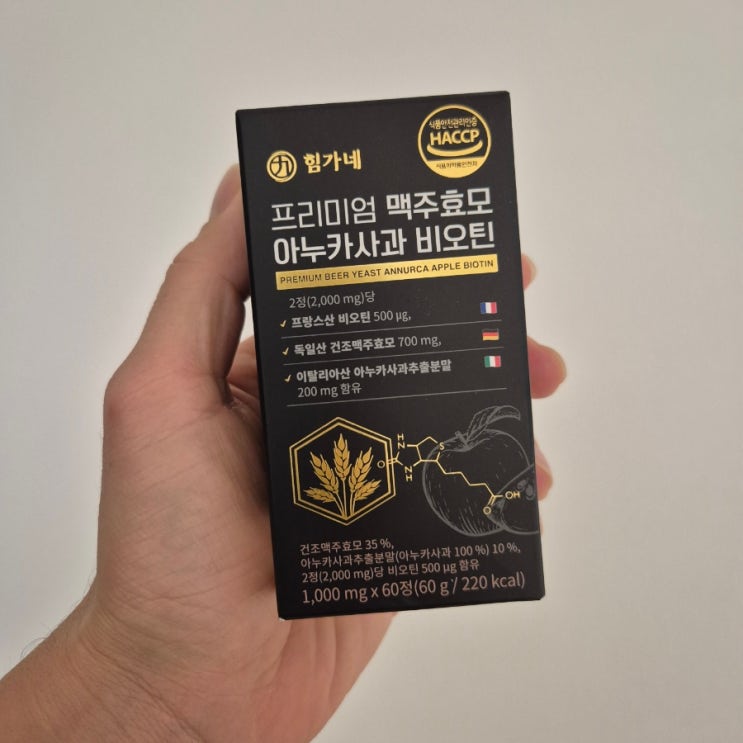 식품안전관리인증
HACCP
식품의약품안전처
힘가네
프리미엄 맥주효모
아누카사과 비오틴
PREMIUM BEER YEAST ANNURCA APPLE BIOTIN
2정(2,000 mg)당
프랑스산 비오틴 500 μg,
독일산 건조맥주효모 700 mg,
이탈리아산 아누카사과추출분말
200 mg 함유
H
N
S
O
N
H
O
OH
건조맥주효모 35 %,
아누카사과추출분말(아누카사과 100 %) 10 %,
2정(2,000 mg)당 비오틴 500 μg 함유
1,000 mg x 60정(60 g / 220 kcal)